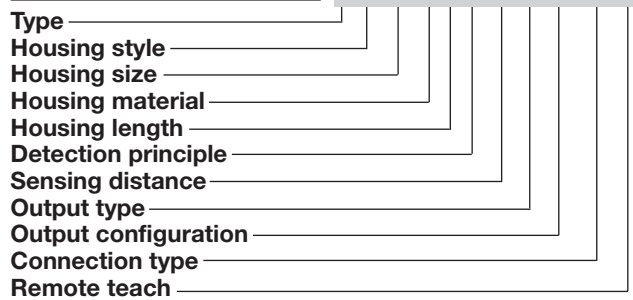 Type
Housing style
Housing size
Housing material
Housing length
Detection principle
Sensing distance
Output type
Output configuration
Connection type
Remote teach